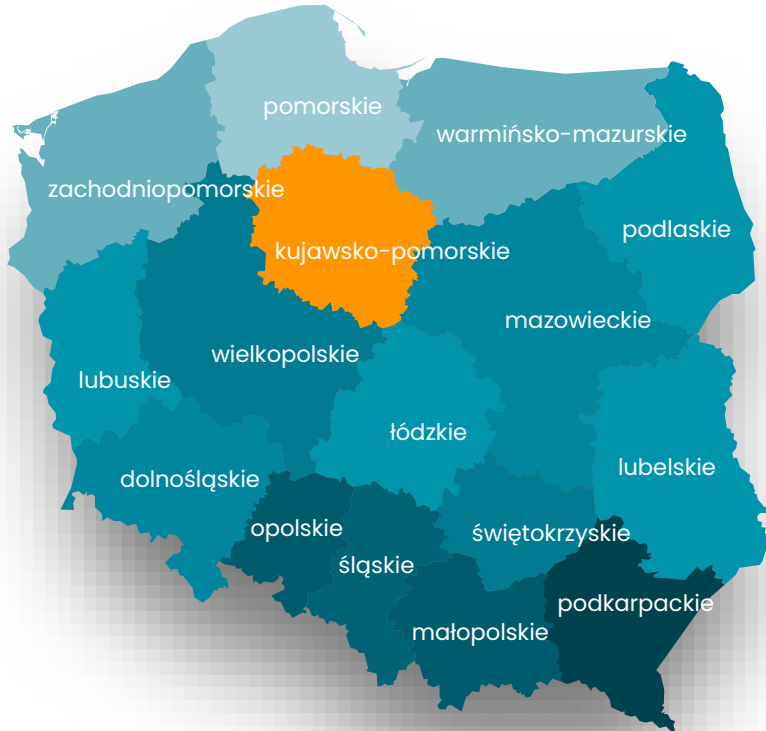 pomorskie
warmińsko-mazurskie
zachodniopomorskie
podlaskie
kujawsko-pomorskie
mazowieckie
wielkopolskie
lubuskie
łódzkie
lubelskie
dolnośląskie
opolskie
świętokrzyskie
śląskie
podkarpackie
małopolskie